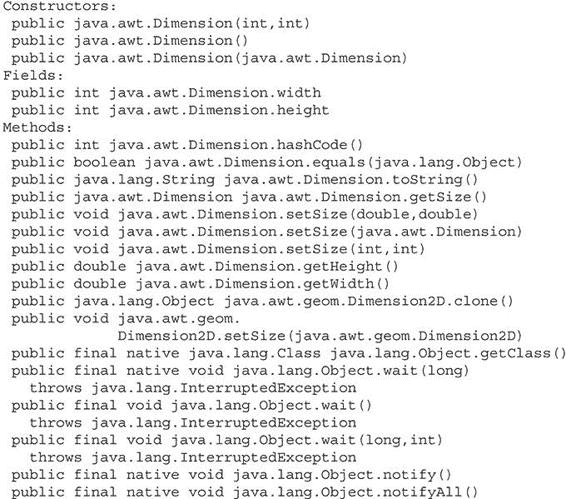 Constructors:
public java.awt.Dimension(int,int)
public java.awt.Dimension()
public java.awt.Dimension(java.awt.Dimension)
Fields:
public int java.awt.Dimension.width
public int java.awt.Dimension.height
Methods:
public int java.awt.Dimension.hashCode()
public boolean java.awt.Dimension.equals(java.lang.Object)
public java.lang.String java.awt.Dimension.toString()
public java.awt.Dimension java.awt.Dimension.getSize()
public void java.awt.Dimension.setSize(double,double)
public void java.awt.Dimension.setSize(java.awt.Dimension)
public void java.awt.Dimension.setSize(int,int)
public double java.awt.Dimension.getHeight()
public double java.awt.Dimension.getWidth()
public java.lang.Object java.awt.geom.Dimension2D.clone()
public void java.awt.geom.
Dimension2D.setSize(java.awt.geom.Dimension2D)
public final native java.lang.Class java.lang.Object.getClass()
public final native void java.lang.Object.wait(long)
throws java.lang.InterruptedException
public final void java.lang.Object.wait()
throws java.lang.InterruptedException
public final void java.lang.Object.wait(long,int)
throws java.lang.InterruptedException
public final native void java.lang.Object.notify()
public final native void java.lang.Object.notifyAll()